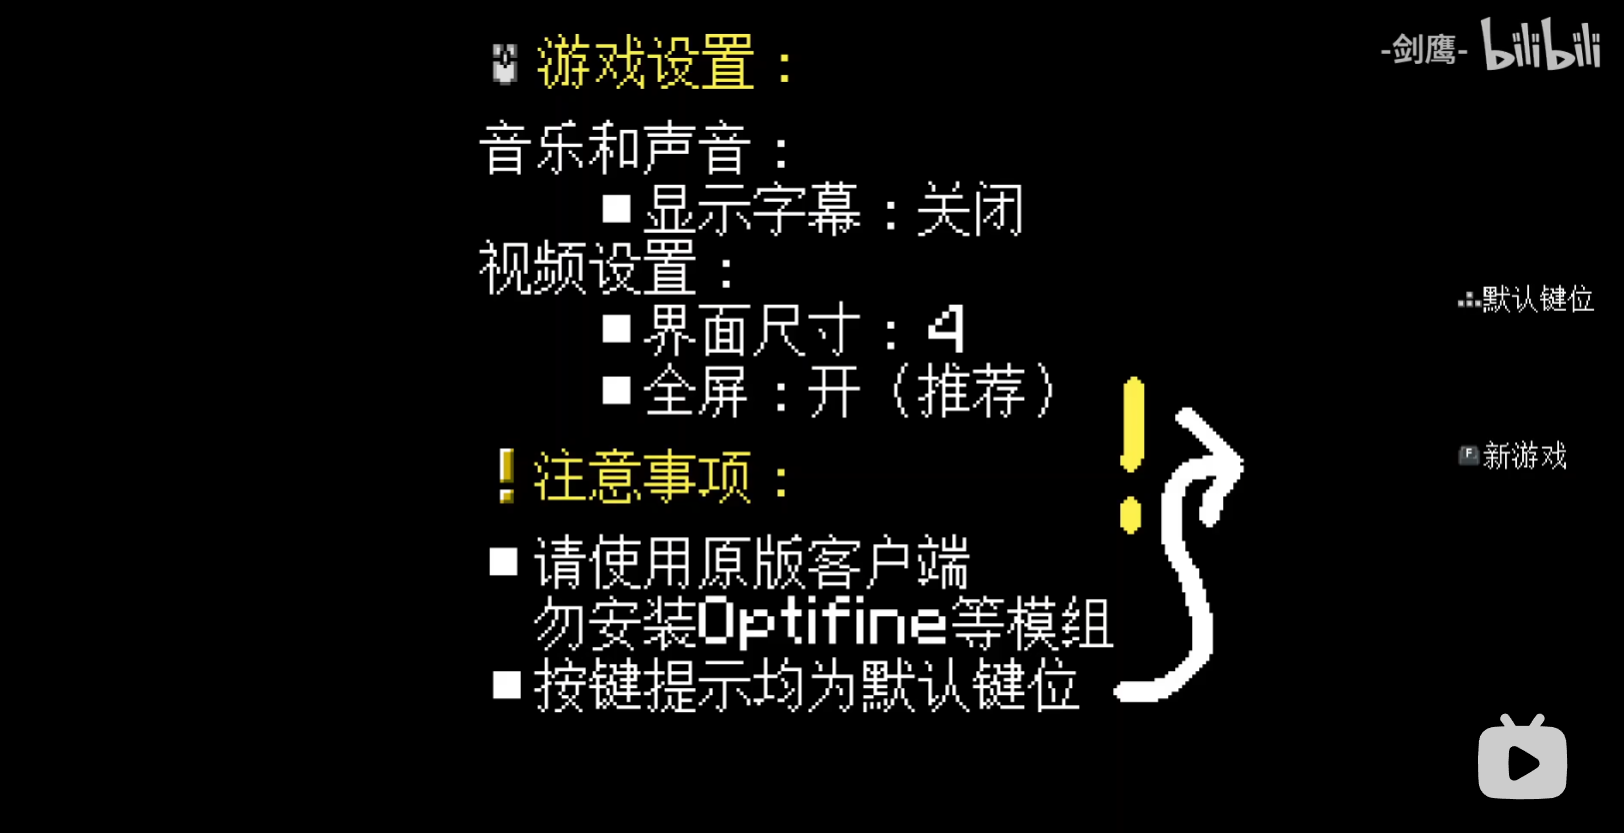 -剑鹰- bilibili
游戏设置：
音乐和声音：
■显示字幕：关闭
视频设置：
■界面尺寸：4
■全屏：开（推荐）
默认键位
!
!注意事项：
F新游戏
■请使用原版客户端
勿安装Optifine等模组
■按键提示均为默认键位